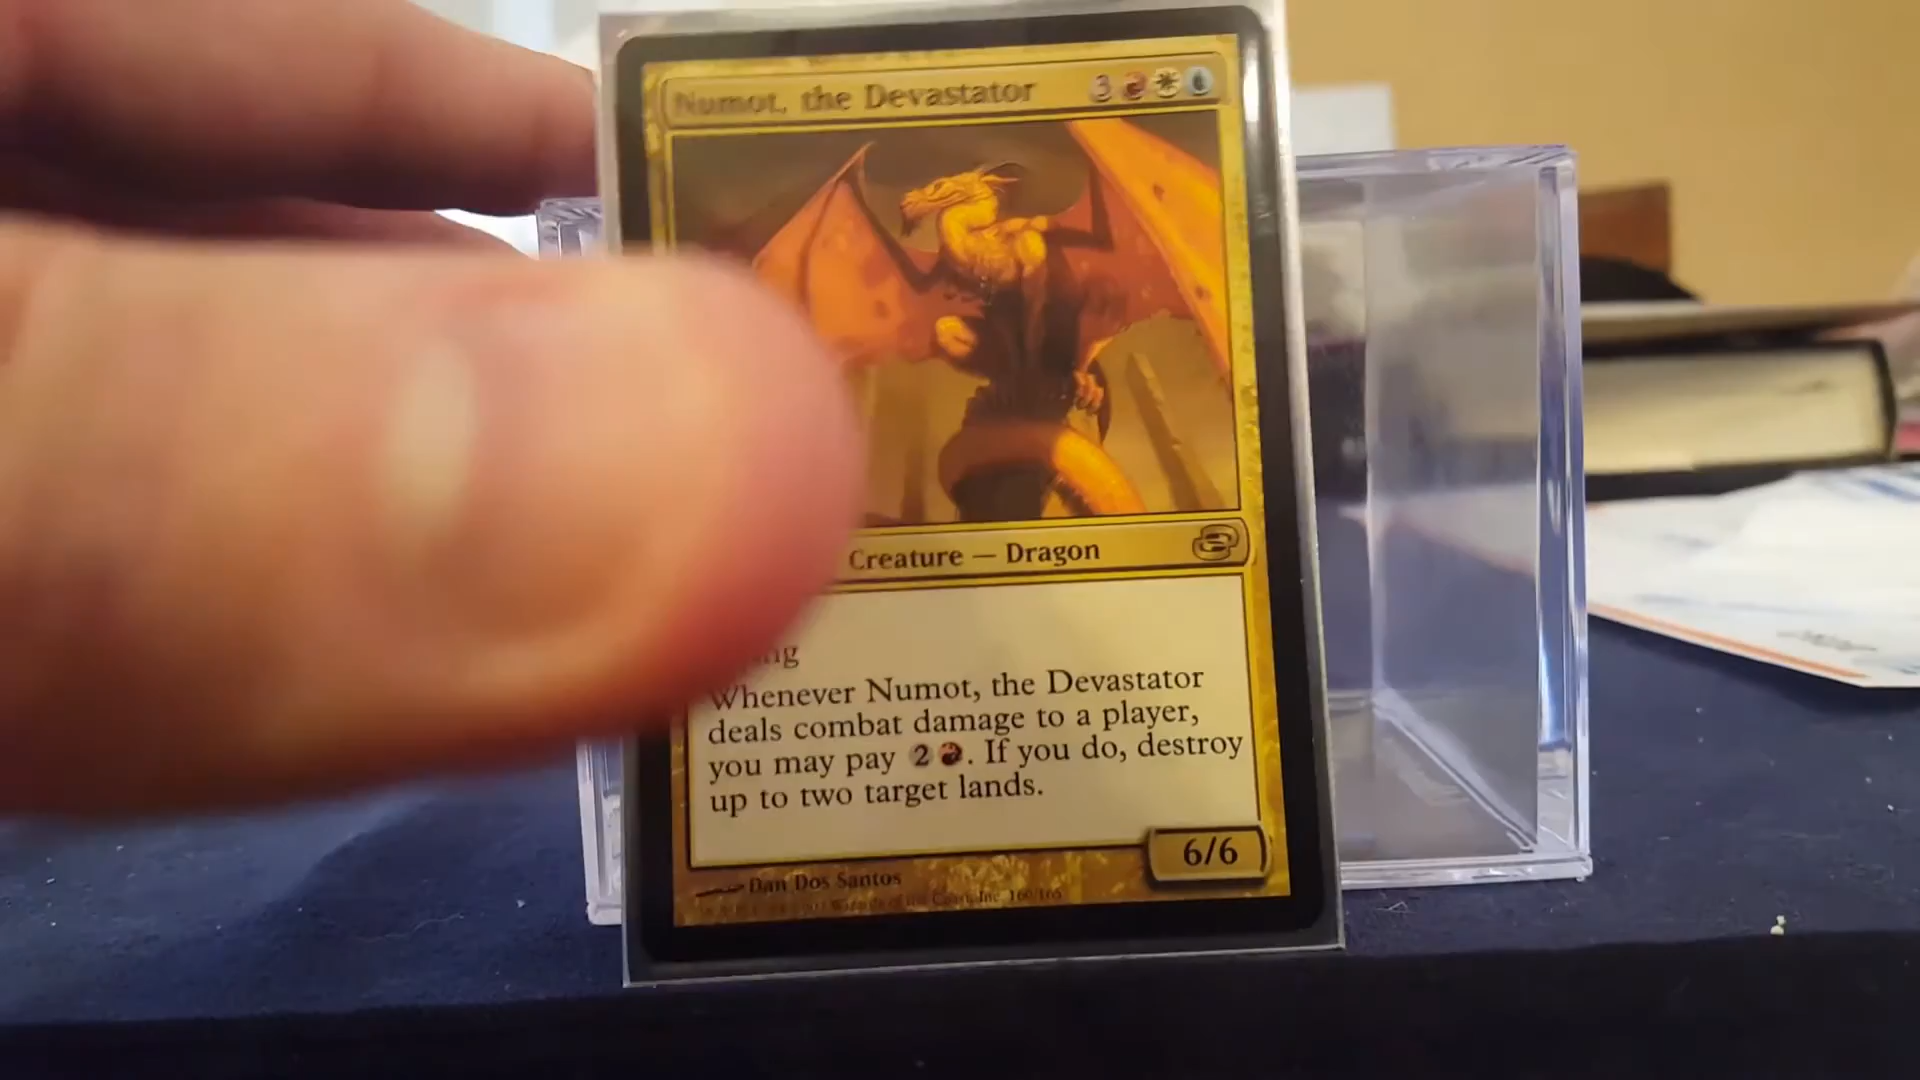 Numot, the Devastator 3
Creature — Dragon
Whenever Numot, the Devastator
deals combat damage to a player,
you may pay 2. If you do, destroy
up to two target lands.
6/6
Dan Dos Santos